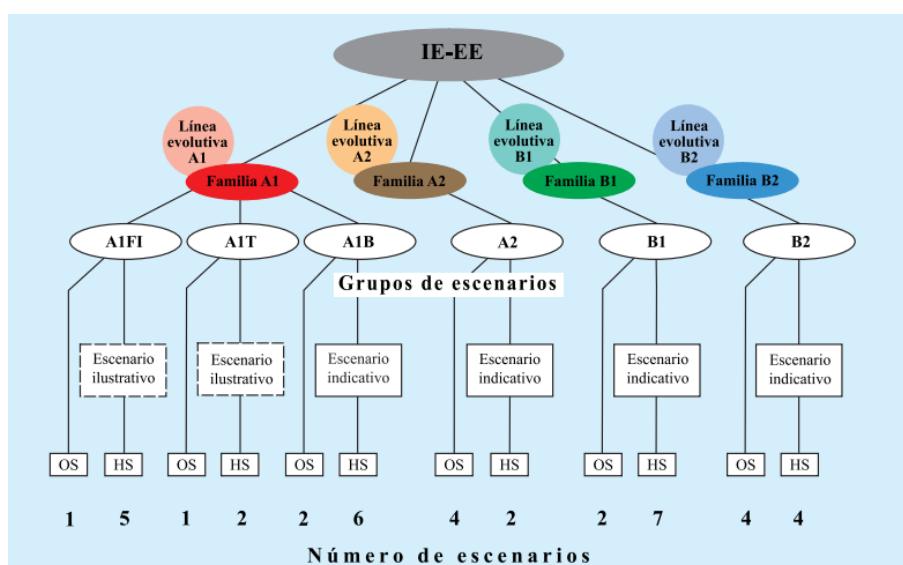 IE-EE
Línea
evolutiva
A1
Línea
evolutiva
A2
Línea
evolutiva
B1
Línea
evolutiva
B2
Familia A1
Familia A2
Familia B1
Familia B2
A1FI
A1T
A1B
A2
B1
B2
Grupos de escenarios
Escenario
ilustrativo
Escenario
ilustrativo
Escenario
indicativo
Escenario
indicativo
Escenario
indicativo
Escenario
indicativo
OS HS OS HS OS HS OS HS OS HS OS HS
1 5 1 2 2 6 4 2 2 7 4 4
Número de escenarios